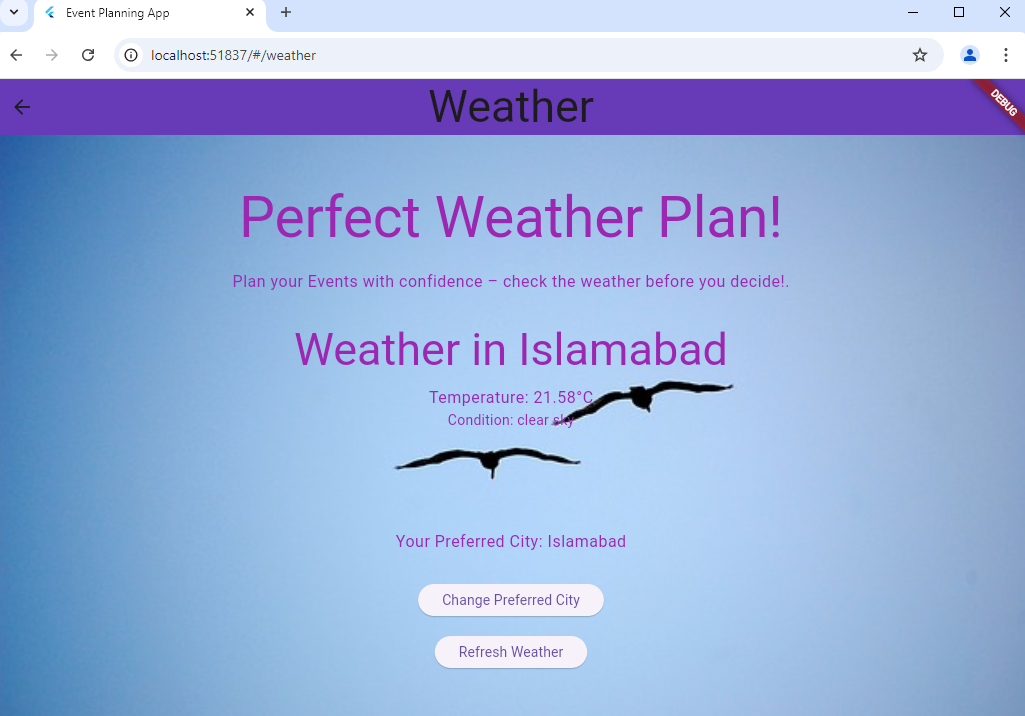 Event Planning App
localhost:51837/#/weather
Weather
DEBUG
Perfect Weather Plan!
Plan your Events with confidence – check the weather before you decide!.
Weather in Islamabad
Temperature: 21.58°C
Condition: clear sky
Your Preferred City: Islamabad
Change Preferred City
Refresh Weather